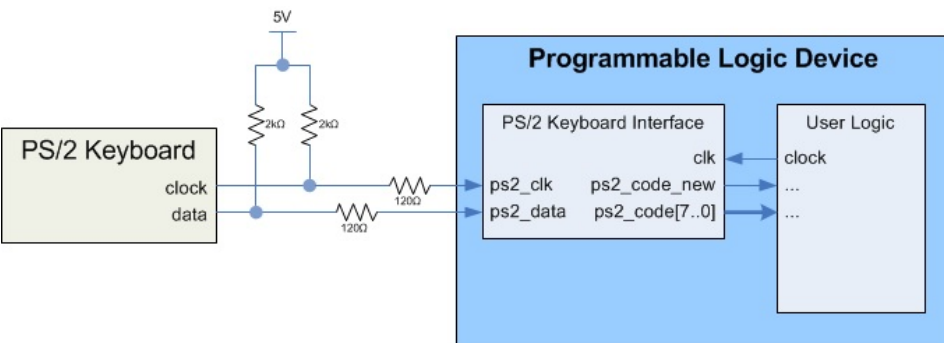 5V
Programmable Logic Device
2kΩ
2kΩ
PS/2 Keyboard Interface
User Logic
PS/2 Keyboard
clk
clock
clock
120Ω
ps2_clk
ps2_code_new
...
data
120Ω
ps2_data
ps2_code[7..0]
...